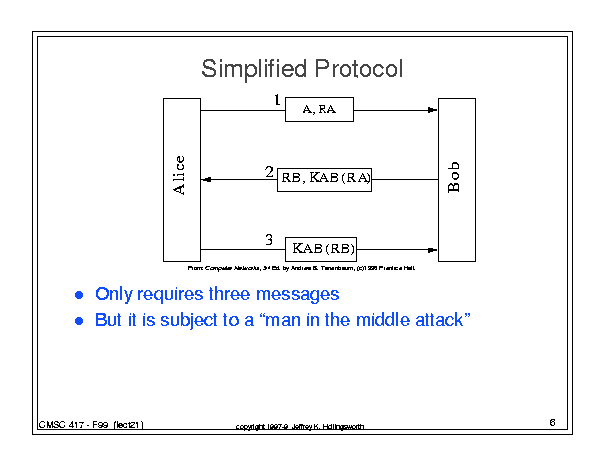 Simplified Protocol
1
A, RA
Alice
Bob
2
RB, KAB (RA)
3
KAB (RB)
From: Computer Networks, 3rd Ed. by Andrew S. Tanenbaum, (c)1996 Prentice Hall.
● Only requires three messages
● But it is subject to a “man in the middle attack”
CMSC 417 - F99 (lect21)
copyright 1997-9 Jeffrey K. Hollingsworth
6